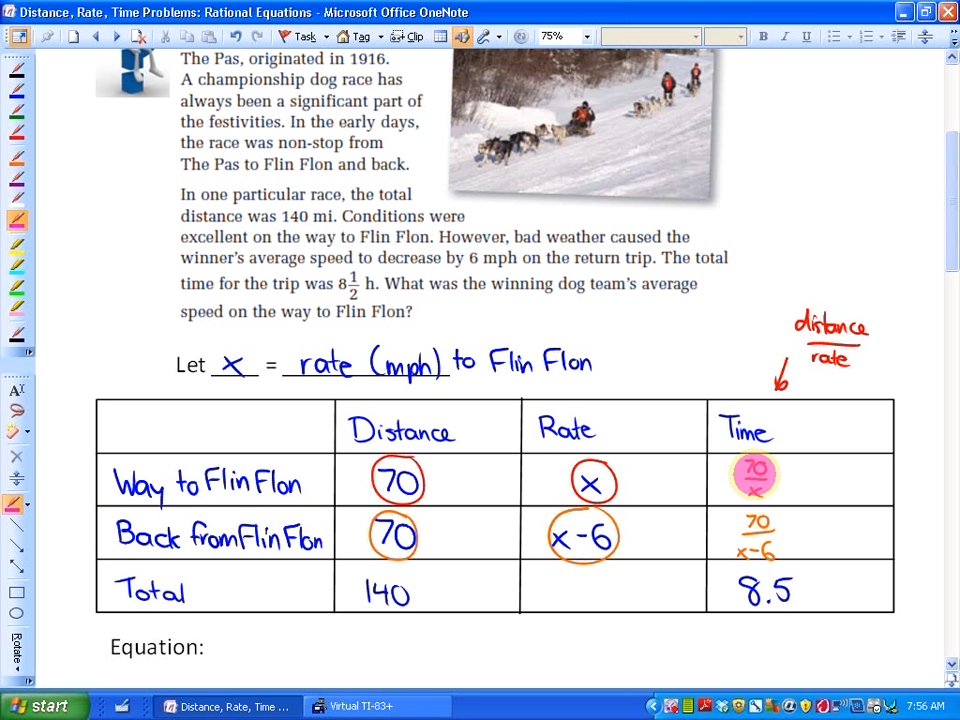 Distance, Rate, Time Problems: Rational Equations - Microsoft Office OneNote
Task Tag Clip 75% B I U
The Pas, originated in 1916.
A championship dog race has
always been a significant part of
the festivities. In the early days,
the race was non-stop from
The Pas to Flin Flon and back.
In one particular race, the total
distance was 140 mi. Conditions were
excellent on the way to Flin Flon. However, bad weather caused the
winner's average speed to decrease by 6 mph on the return trip. The total
time for the trip was 8 1/2 h. What was the winning dog team's average
speed on the way to Flin Flon?
distance
rate
Let x = rate (mph) to Flin Flon
Distance Rate Time
Way to Flin Flon 70 x 70/x
Back from Flin Flon 70 x-6 70/x-6
Total 140 8.5
Equation:
Rotate
start Distance, Rate, Time ... Virtual TI-83+ 7:56 AM